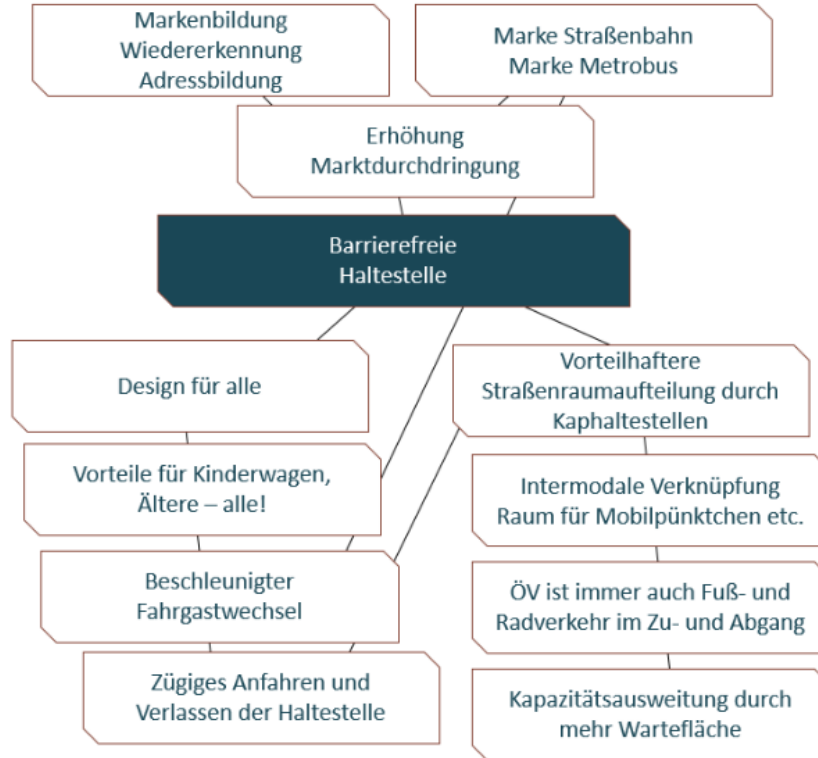 Markenbildung
Wiedererkennung
Adressbildung
Marke Straßenbahn
Marke Metrobus
Erhöhung
Marktdurchdringung
Barrierefreie
Haltestelle
Design für alle
Vorteile für Kinderwagen,
Ältere – alle!
Beschleunigter
Fahrgastwechsel
Zügiges Anfahren und
Verlassen der Haltestelle
Vorteilhaftere
Straßenraumaufteilung durch
Kaphaltestellen
Intermodale Verknüpfung
Raum für Mobilpünktchen etc.
ÖV ist immer auch Fuß- und
Radverkehr im Zu- und Abgang
Kapazitätsausweitung durch
mehr Wartefläche